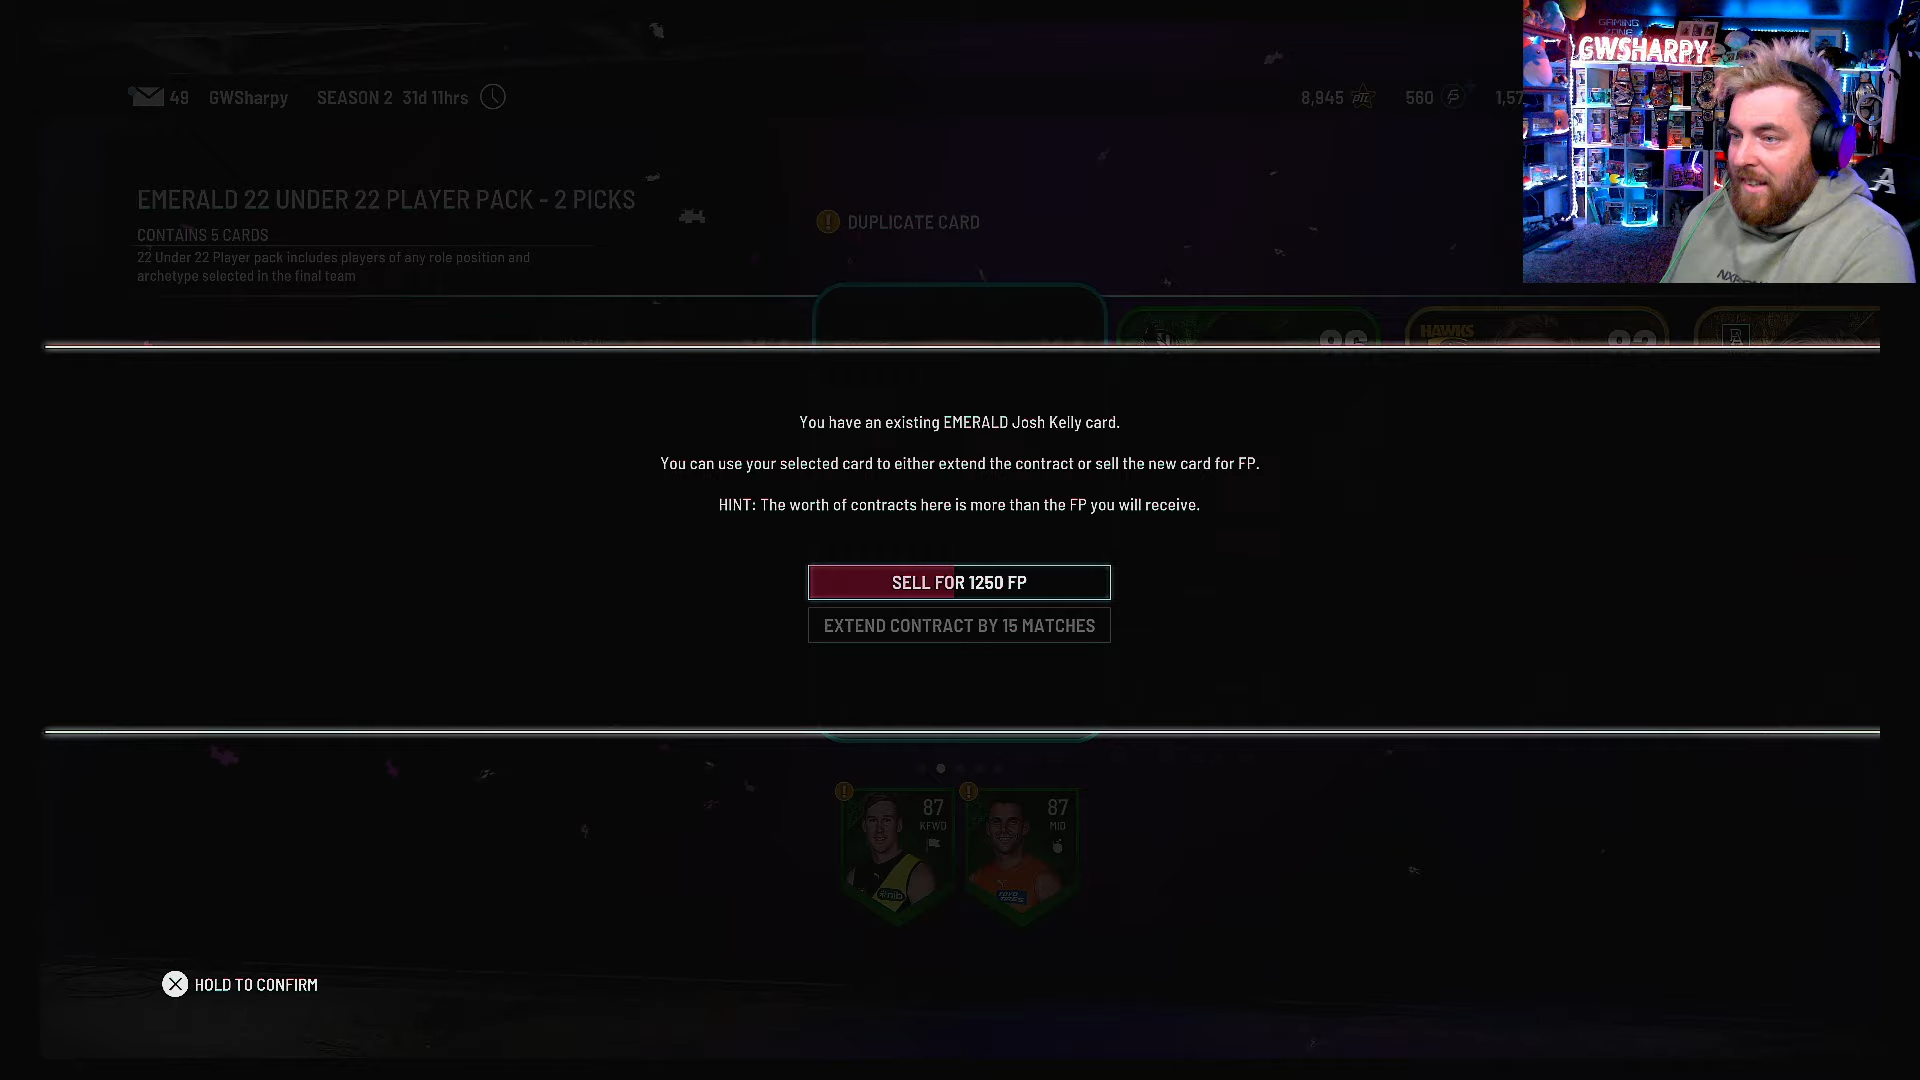 GAMING
ZONE
GWSHARPY
49 GWSharpy SEASON 2 31d 11hrs
8,945 560 1,57
EMERALD 22 UNDER 22 PLAYER PACK - 2 PICKS
CONTAINS 5 CARDS
22 Under 22 Player pack includes players of any role position and
archetype selected in the final team
DUPLICATE CARD
HAWKS
You have an existing EMERALD Josh Kelly card.
You can use your selected card to either extend the contract or sell the new card for FP.
HINT: The worth of contracts here is more than the FP you will receive.
SELL FOR 1250 FP
EXTEND CONTRACT BY 15 MATCHES
87
KFWD
nib
87
MID
HOLD TO CONFIRM